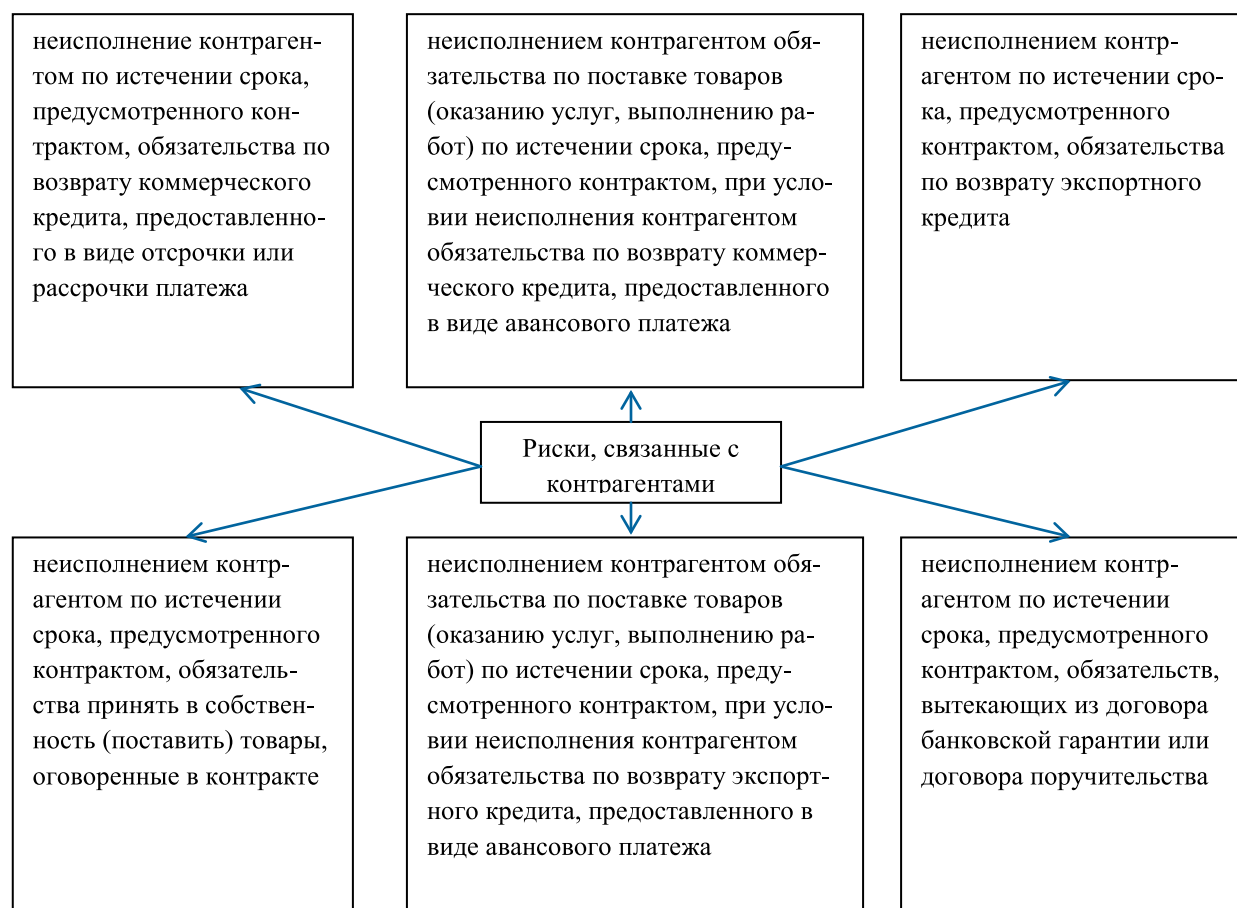 неисполнение контраген-
том по истечении срока,
предусмотренного кон-
трактом, обязательства по
возврату коммерческого
кредита, предоставленно-
го в виде отсрочки или
рассрочки платежа
неисполнением контрагентом обя-
зательства по поставке товаров
(оказанию услуг, выполнению ра-
бот) по истечении срока, преду-
смотренного контрактом, при усло-
вии неисполнения контрагентом
обязательства по возврату коммер-
ческого кредита, предоставленного
в виде авансового платежа
неисполнением контр-
агентом по истечении сро-
ка, предусмотренного
контрактом, обязательства
по возврату экспортного
кредита
Риски, связанные с
контрагентами
неисполнением контр-
агентом по истечении
срока, предусмотренного
контрактом, обязатель-
ства принять в собствен-
ность (поставить) товары,
оговоренные в контракте
неисполнением контрагентом обя-
зательства по поставке товаров
(оказанию услуг, выполнению ра-
бот) по истечении срока, преду-
смотренного контрактом, при усло-
вии неисполнения контрагентом
обязательства по возврату экспорт-
ного кредита, предоставленного в
виде авансового платежа
неисполнением контр-
агентом по истечении
срока, предусмотренного
контрактом, обязательств,
вытекающих из договора
банковской гарантии или
договора поручительства